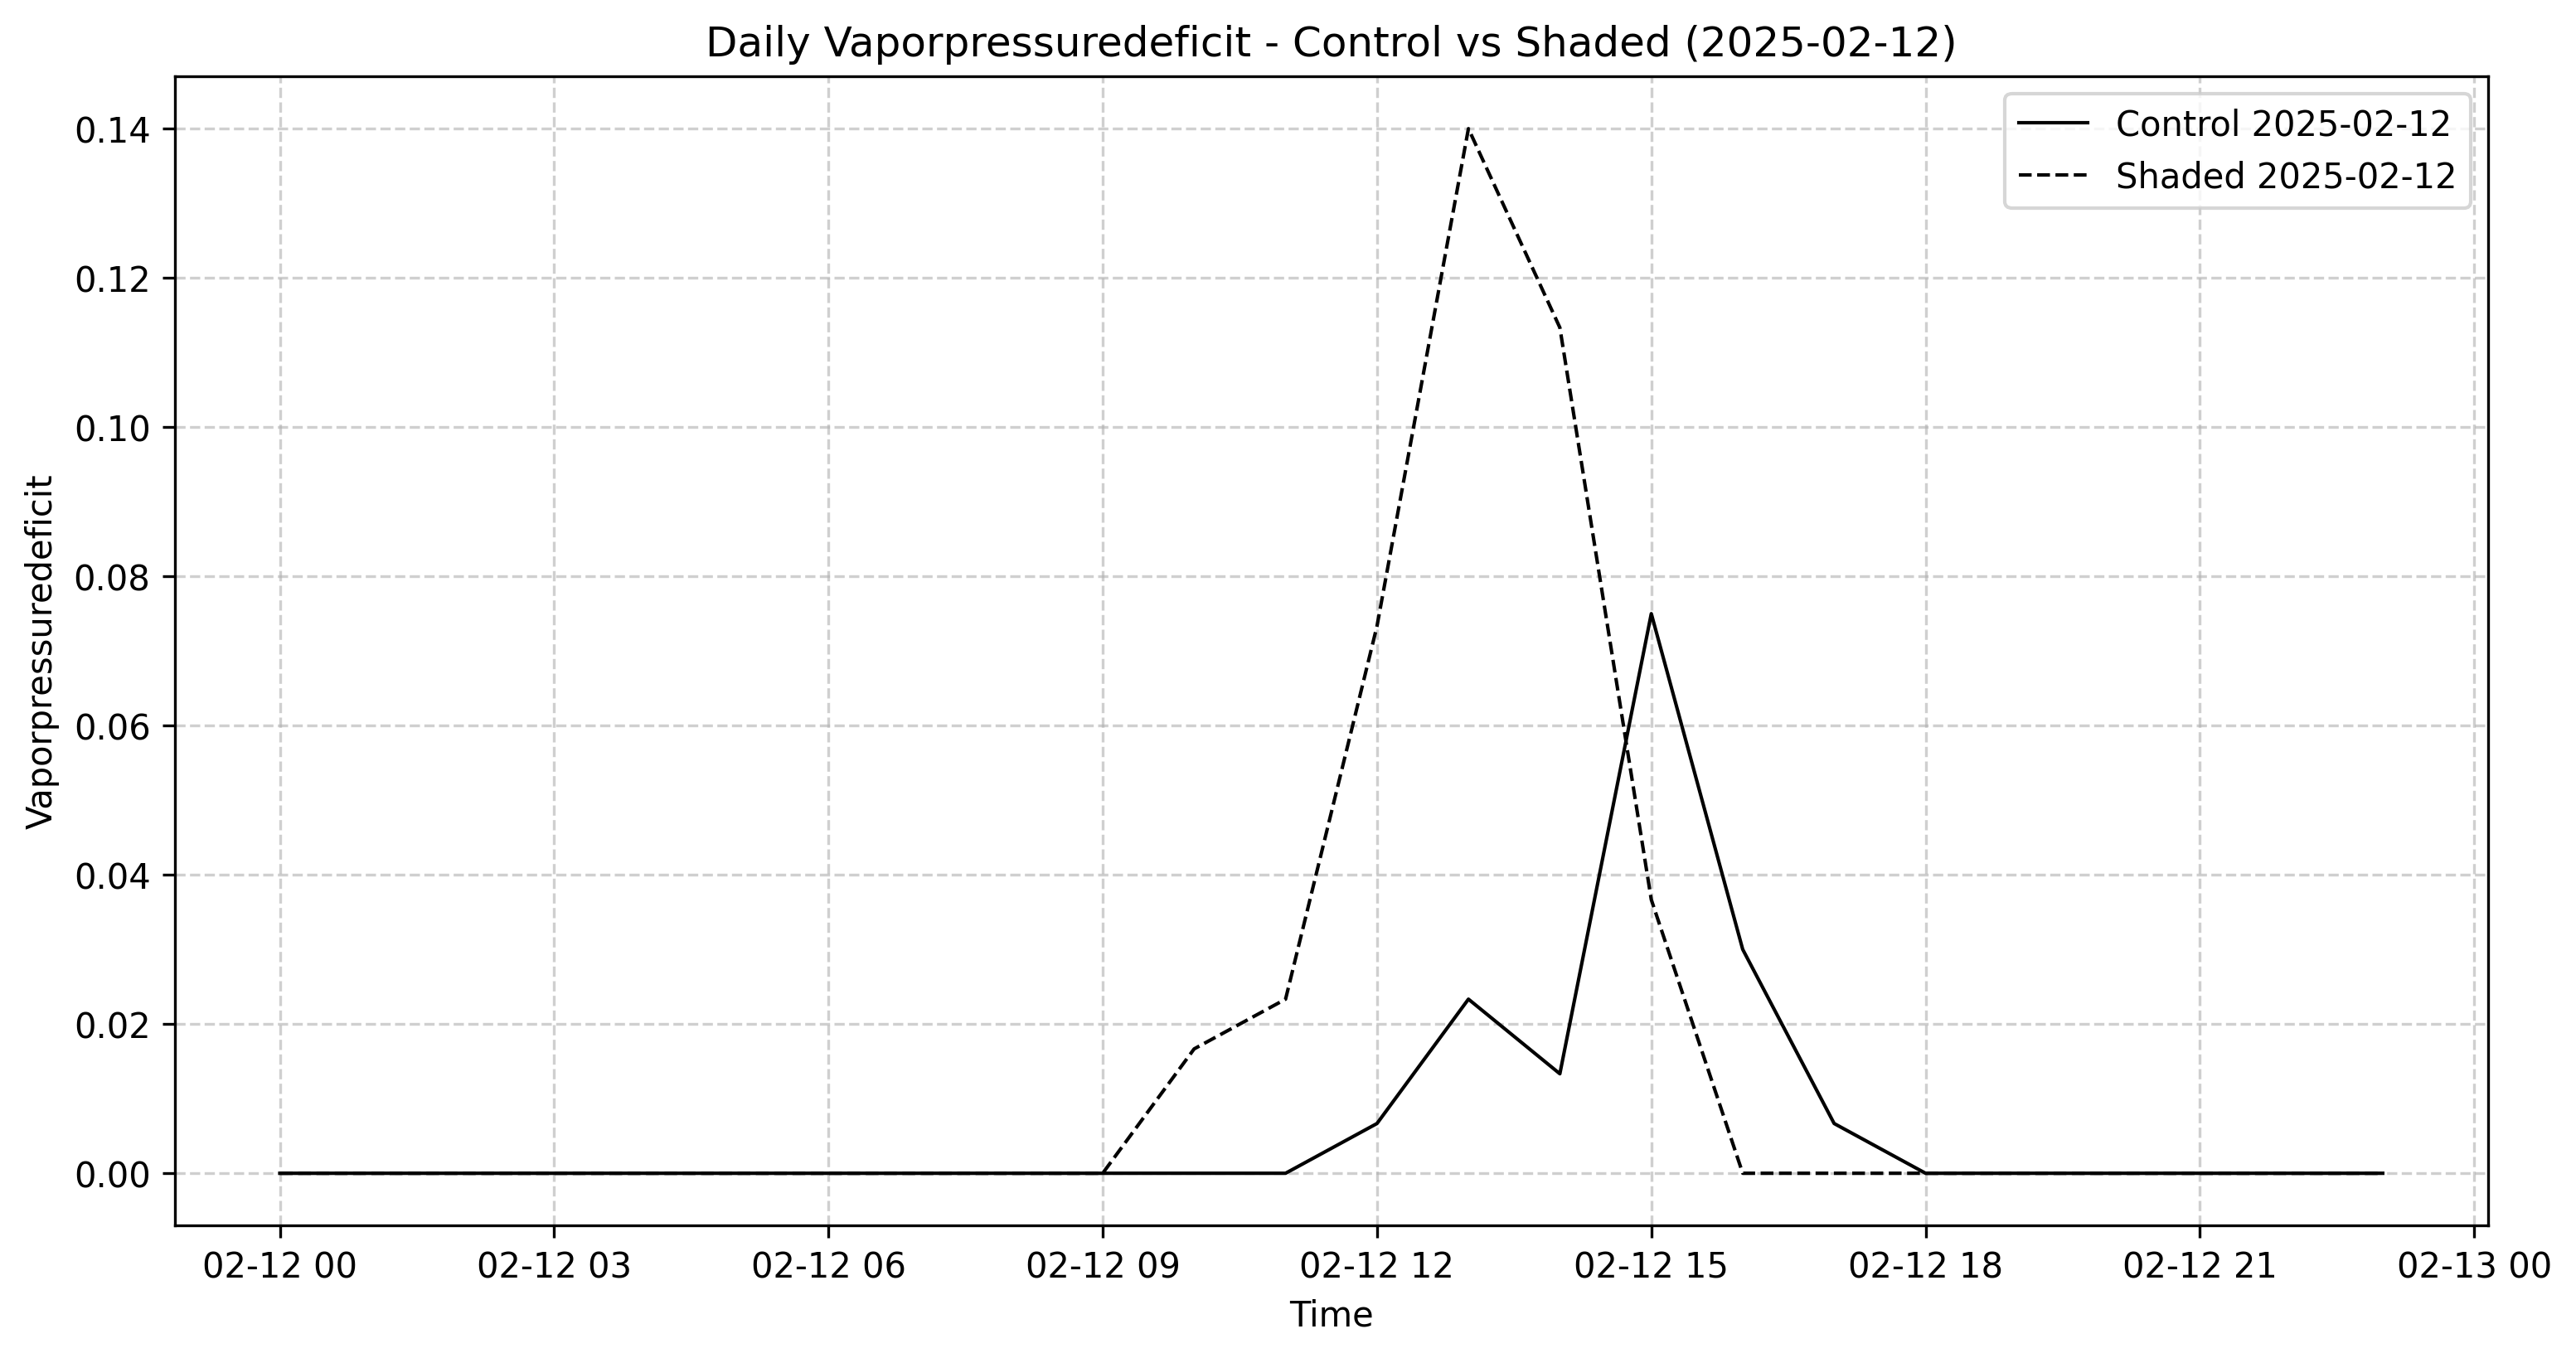 Daily Vaporpressuredeficit - Control vs Shaded (2025-02-12)
Control 2025-02-12
Shaded 2025-02-12
Vaporpressuredeficit
0.14
0.12
0.10
0.08
0.06
0.04
0.02
0.00
02-12 00 02-12 03 02-12 06 02-12 09 02-12 12 02-12 15 02-12 18 02-12 21 02-13 00
Time